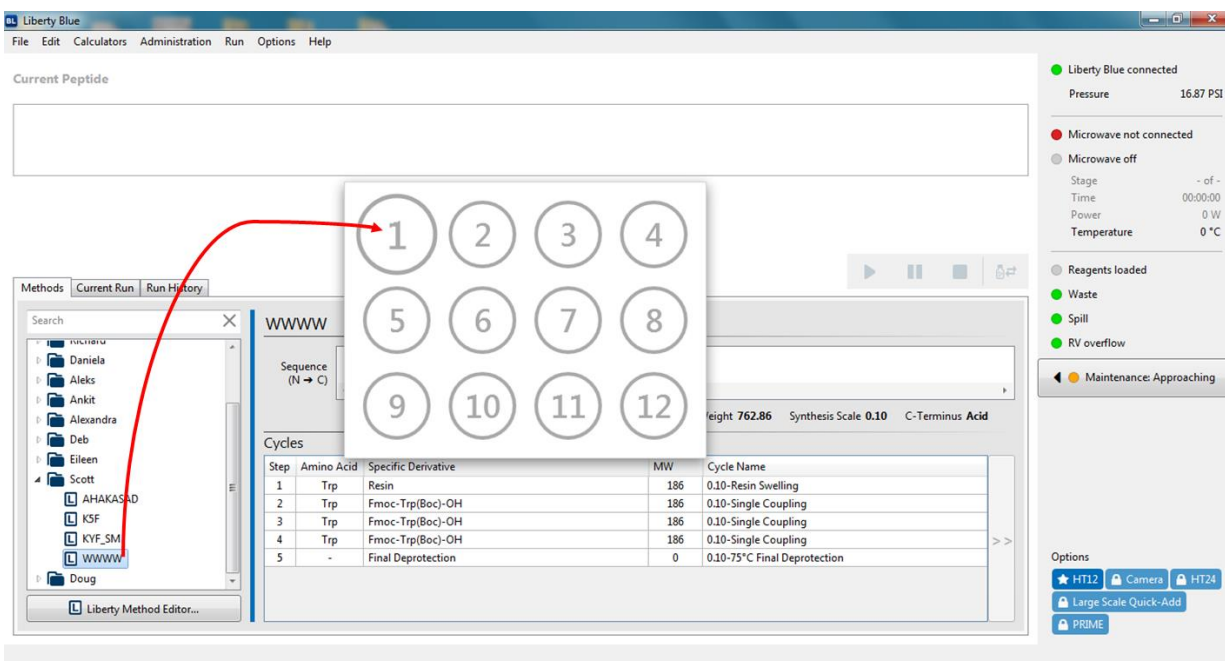 BL Liberty Blue
File Edit Calculators Administration Run Options Help
Current Peptide
Methods Current Run Run History
Search
Richard
Daniela
Aleks
Ankit
Alexandra
Deb
Eileen
Scott
L AHAKASAD
L K5F
L KYF_SM
L WWWW
Doug
L Liberty Method Editor...
WWWW
Sequence
(N → C)
1 2 3 4
5 6 7 8
9 10 11 12
Weight 762.86 Synthesis Scale 0.10 C-Terminus Acid
Cycles
Step Amino Acid Specific Derivative MW Cycle Name
1 Trp Resin 186 0.10-Resin Swelling
2 Trp Fmoc-Trp(Boc)-OH 186 0.10-Single Coupling
3 Trp Fmoc-Trp(Boc)-OH 186 0.10-Single Coupling
4 Trp Fmoc-Trp(Boc)-OH 186 0.10-Single Coupling
5 - Final Deprotection 0 0.10-75°C Final Deprotection
>>
Liberty Blue connected
Pressure 16.87 PSI
Microwave not connected
Microwave off
Stage - of -
Time 00:00:00
Power 0 W
Temperature 0 °C
Reagents loaded
Waste
Spill
RV overflow
Maintenance: Approaching
Options
HT12 Camera HT24
Large Scale Quick-Add
PRIME